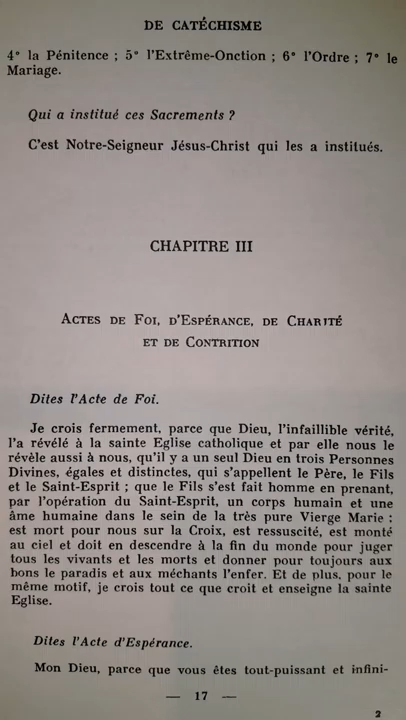 DE CATÉCHISME
4° la Pénitence ; 5° l'Extrême-Onction ; 6° l'Ordre ; 7° le
Mariage.
Qui a institué ces Sacrements ?
C'est Notre-Seigneur Jésus-Christ qui les a institués.
CHAPITRE III
ACTES DE FOI, D'ESPÉRANCE, DE CHARITÉ
ET DE CONTRITION
Dites l'Acte de Foi.
Je crois fermement, parce que Dieu, l'infaillible vérité,
l'a révélé à la sainte Eglise catholique et par elle nous le
révèle aussi à nous, qu'il y a un seul Dieu en trois Personnes
Divines, égales et distinctes, qui s'appellent le Père, le Fils
et le Saint-Esprit ; que le Fils s'est fait homme en prenant,
par l'opération du Saint-Esprit, un corps humain et une
âme humaine dans le sein de la très pure Vierge Marie :
est mort pour nous sur la Croix, est ressuscité, est monté
au ciel et doit en descendre à la fin du monde pour juger
tous les vivants et les morts et donner pour toujours aux
bons le paradis et aux méchants l'enfer. Et de plus, pour le
même motif, je crois tout ce que croit et enseigne la sainte
Eglise.
Dites l'Acte d'Espérance.
Mon Dieu, parce que vous êtes tout-puissant et infini-
— 17 —
2